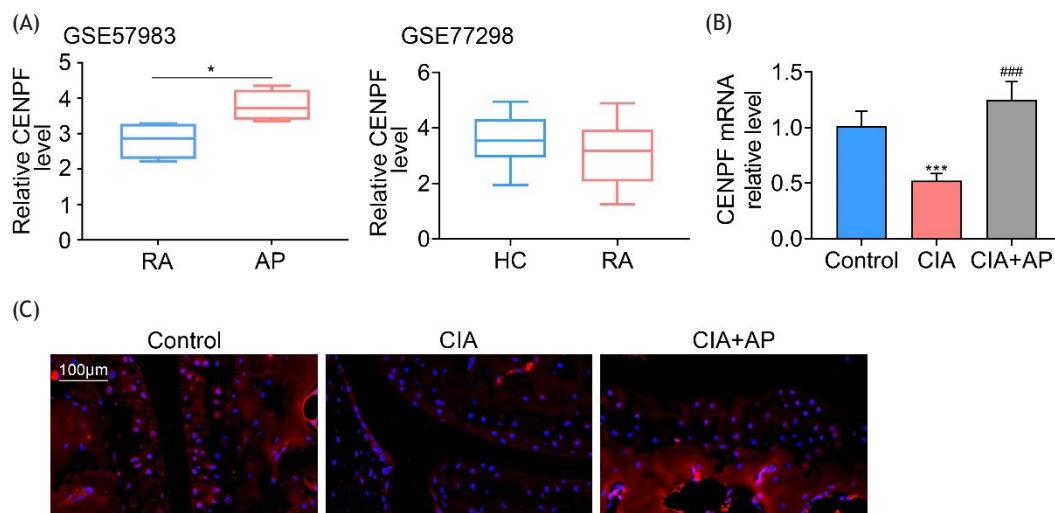 (A)
GSE57983
Relative CENPF
level
5
4
3
2
1
0
*
RA
AP
GSE77298
Relative CENPF
level
6
4
2
0
HC
RA
(B)
CENPF mRNA
relative level
1.5
1.0
0.5
0.0
***
###
Control
CIA
CIA+AP
(C)
Control
CIA
CIA+AP
100μm